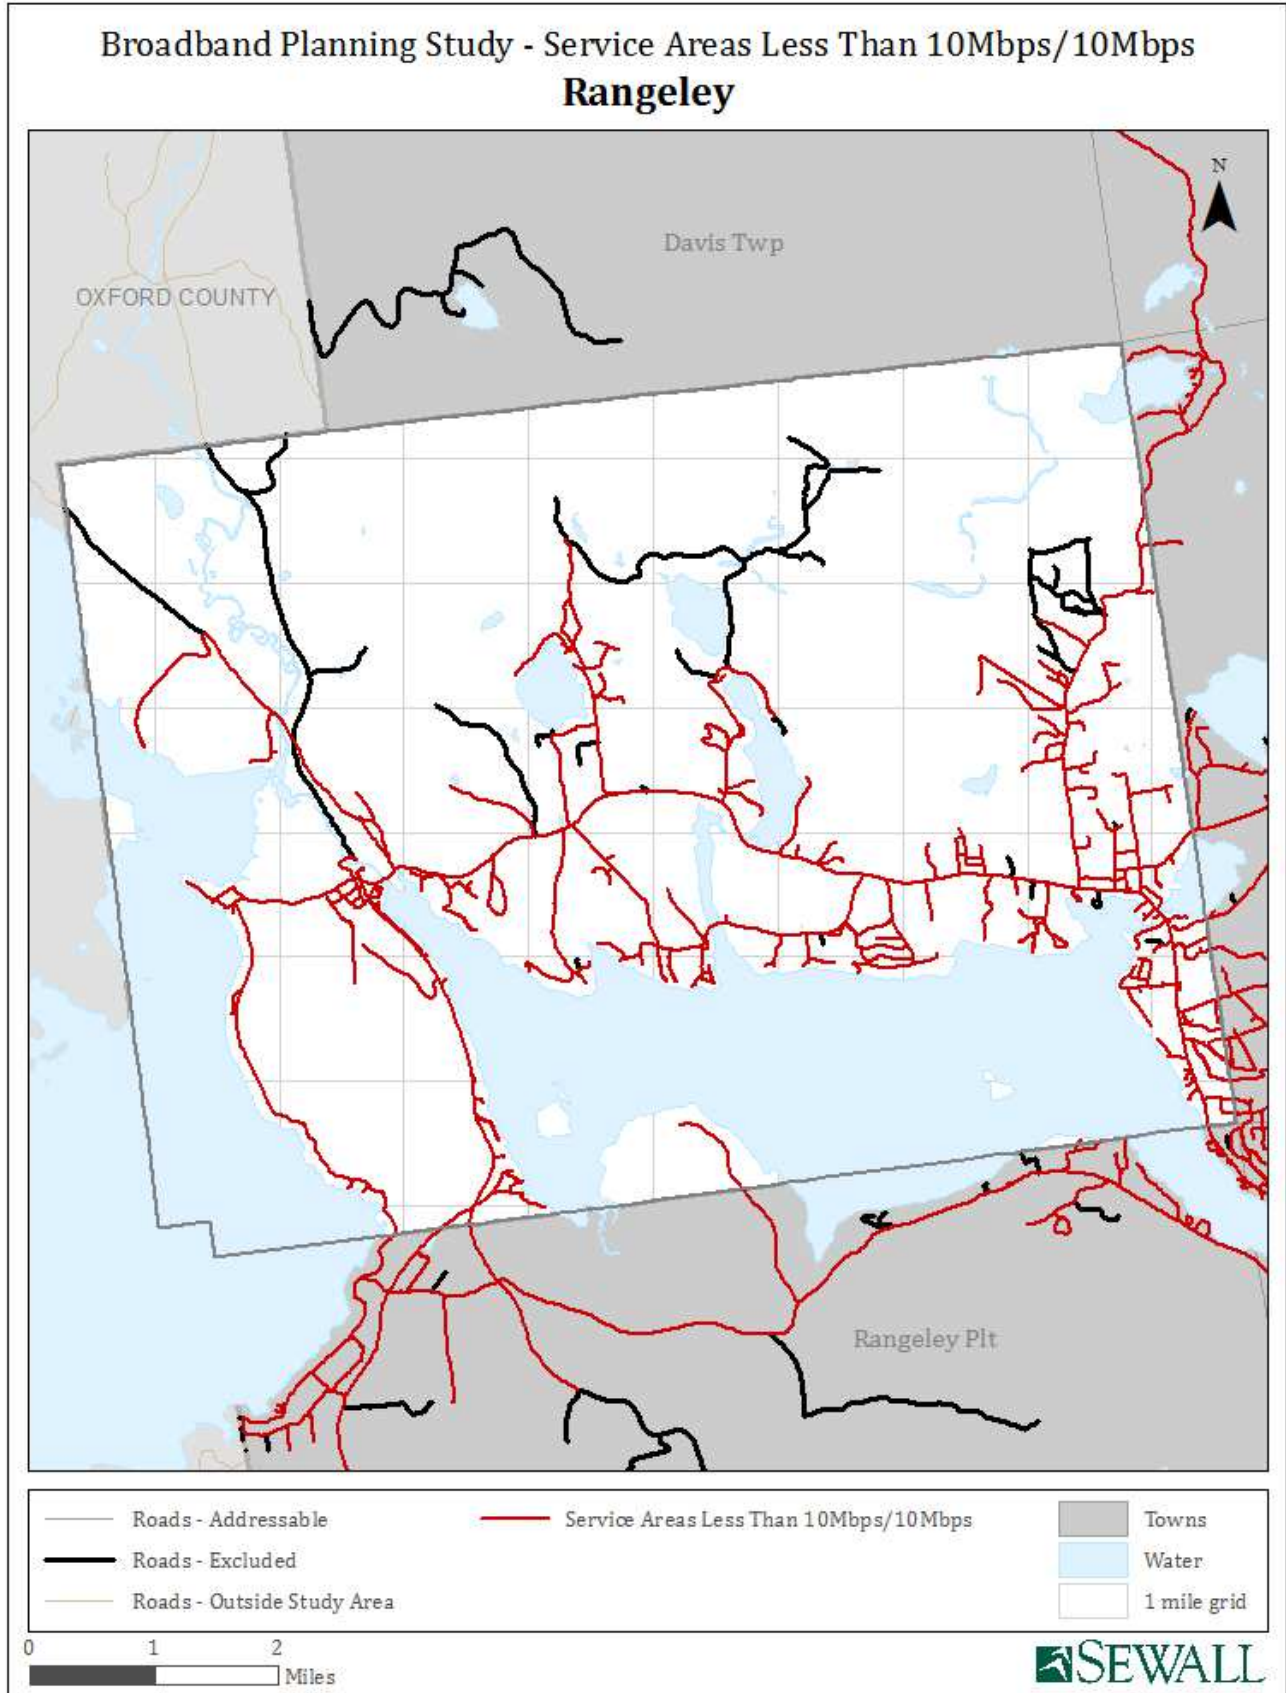 Broadband Planning Study - Service Areas Less Than 10Mbps/10Mbps
Rangeley
N
Davis Twp
OXFORD COUNTY
Rangeley Plt
Roads - Addressable
Service Areas Less Than 10Mbps/10Mbps
Towns
Roads - Excluded
Water
Roads - Outside Study Area
1 mile grid
0 1 2
Miles
SEWALL